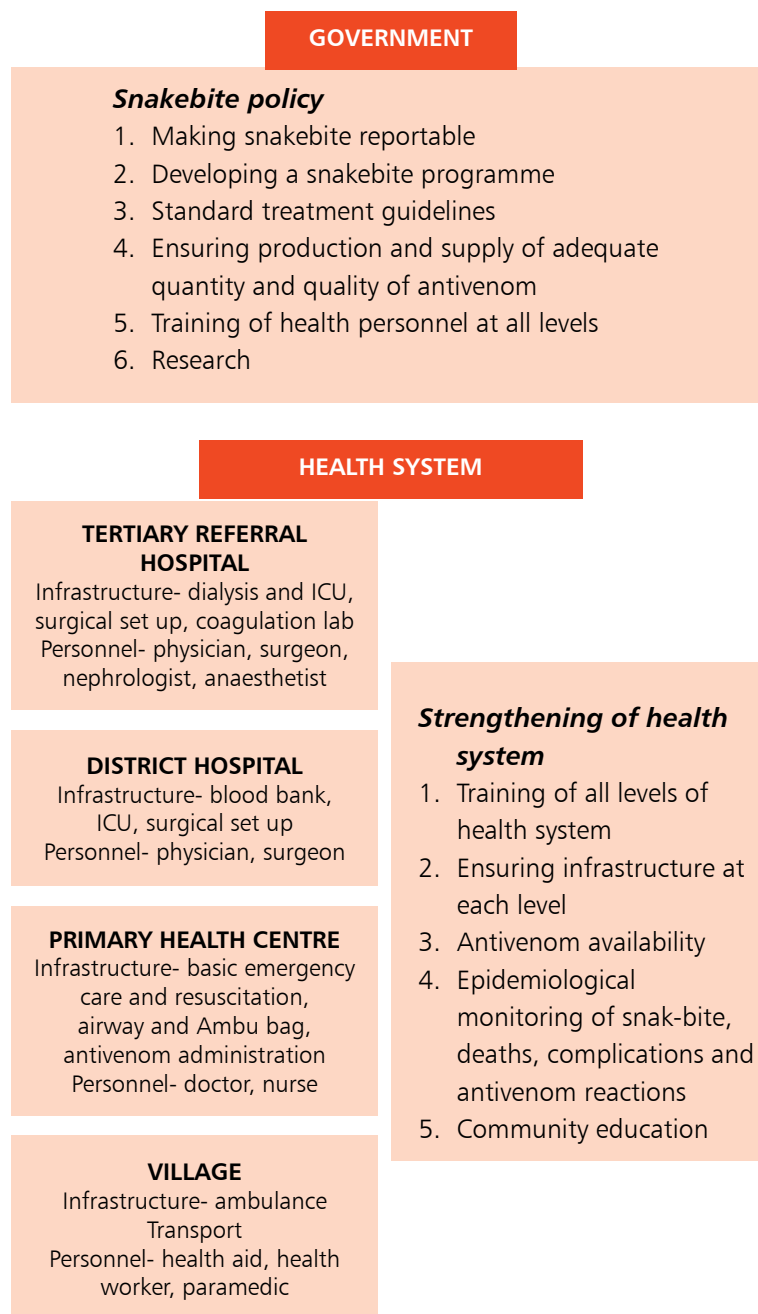 GOVERNMENT
Snakebite policy
1. Making snakebite reportable
2. Developing a snakebite programme
3. Standard treatment guidelines
4. Ensuring production and supply of adequate
quantity and quality of antivenom
5. Training of health personnel at all levels
6. Research
HEALTH SYSTEM
TERTIARY REFERRAL
HOSPITAL
Infrastructure- dialysis and ICU,
surgical set up, coagulation lab
Personnel- physician, surgeon,
nephrologist, anaesthetist
DISTRICT HOSPITAL
Infrastructure- blood bank,
ICU, surgical set up
Personnel- physician, surgeon
PRIMARY HEALTH CENTRE
Infrastructure- basic emergency
care and resuscitation,
airway and Ambu bag,
antivenom administration
Personnel- doctor, nurse
VILLAGE
Infrastructure- ambulance
Transport
Personnel- health aid, health
worker, paramedic
Strengthening of health
system
1. Training of all levels of
health system
2. Ensuring infrastructure at
each level
3. Antivenom availability
4. Epidemiological
monitoring of snak-bite,
deaths, complications and
antivenom reactions
5. Community education